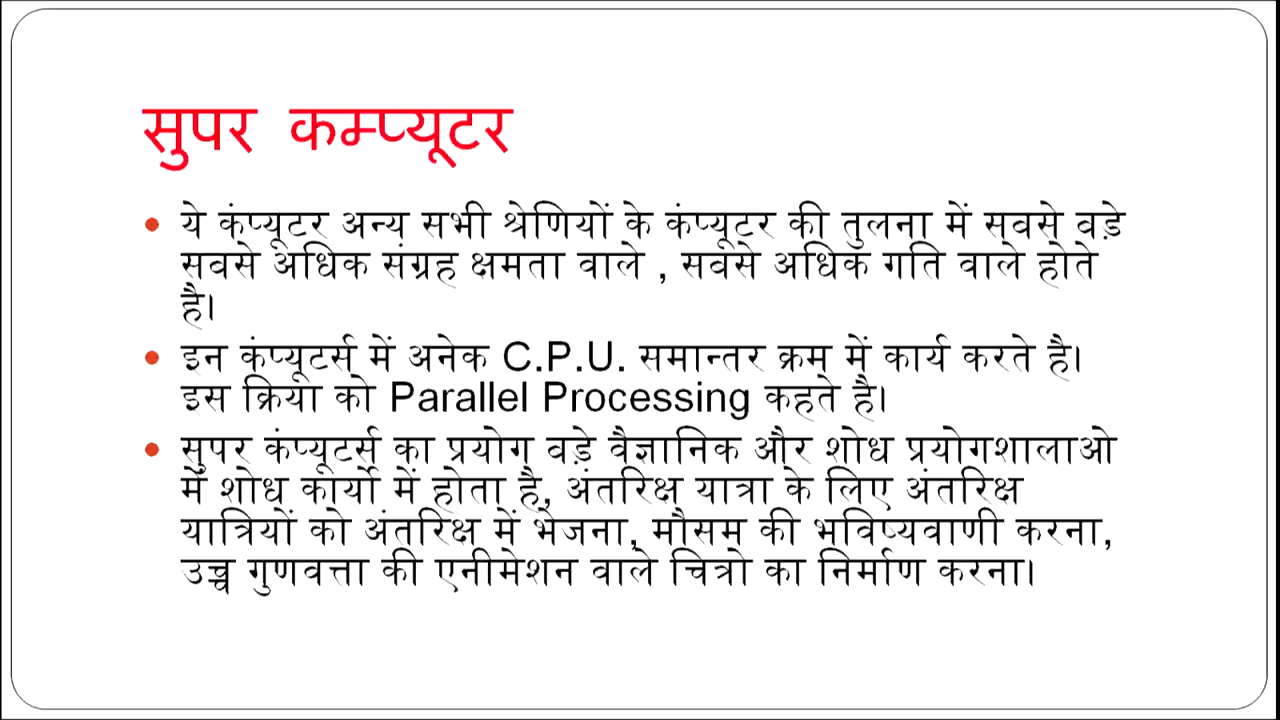 सुपर कम्प्यूटर
• ये कंप्यूटर अन्य सभी श्रेणियों के कंप्यूटर की तुलना में सबसे बड़े
सबसे अधिक संग्रह क्षमता वाले , सबसे अधिक गति वाले होते
है।
• इन कंप्यूटर्स में अनेक C.P.U. समान्तर क्रम में कार्य करते है।
इस क्रिया को Parallel Processing कहते है।
• सुपर कंप्यूटर्स का प्रयोग बड़े वैज्ञानिक और शोध प्रयोगशालाओ
में शोध कार्यो में होता है, अंतरिक्ष यात्रा के लिए अंतरिक्ष
यात्रियों को अंतरिक्ष में भेजना, मौसम की भविष्यवाणी करना,
उच्च गुणवत्ता की एनीमेशन वाले चित्रो का निर्माण करना।